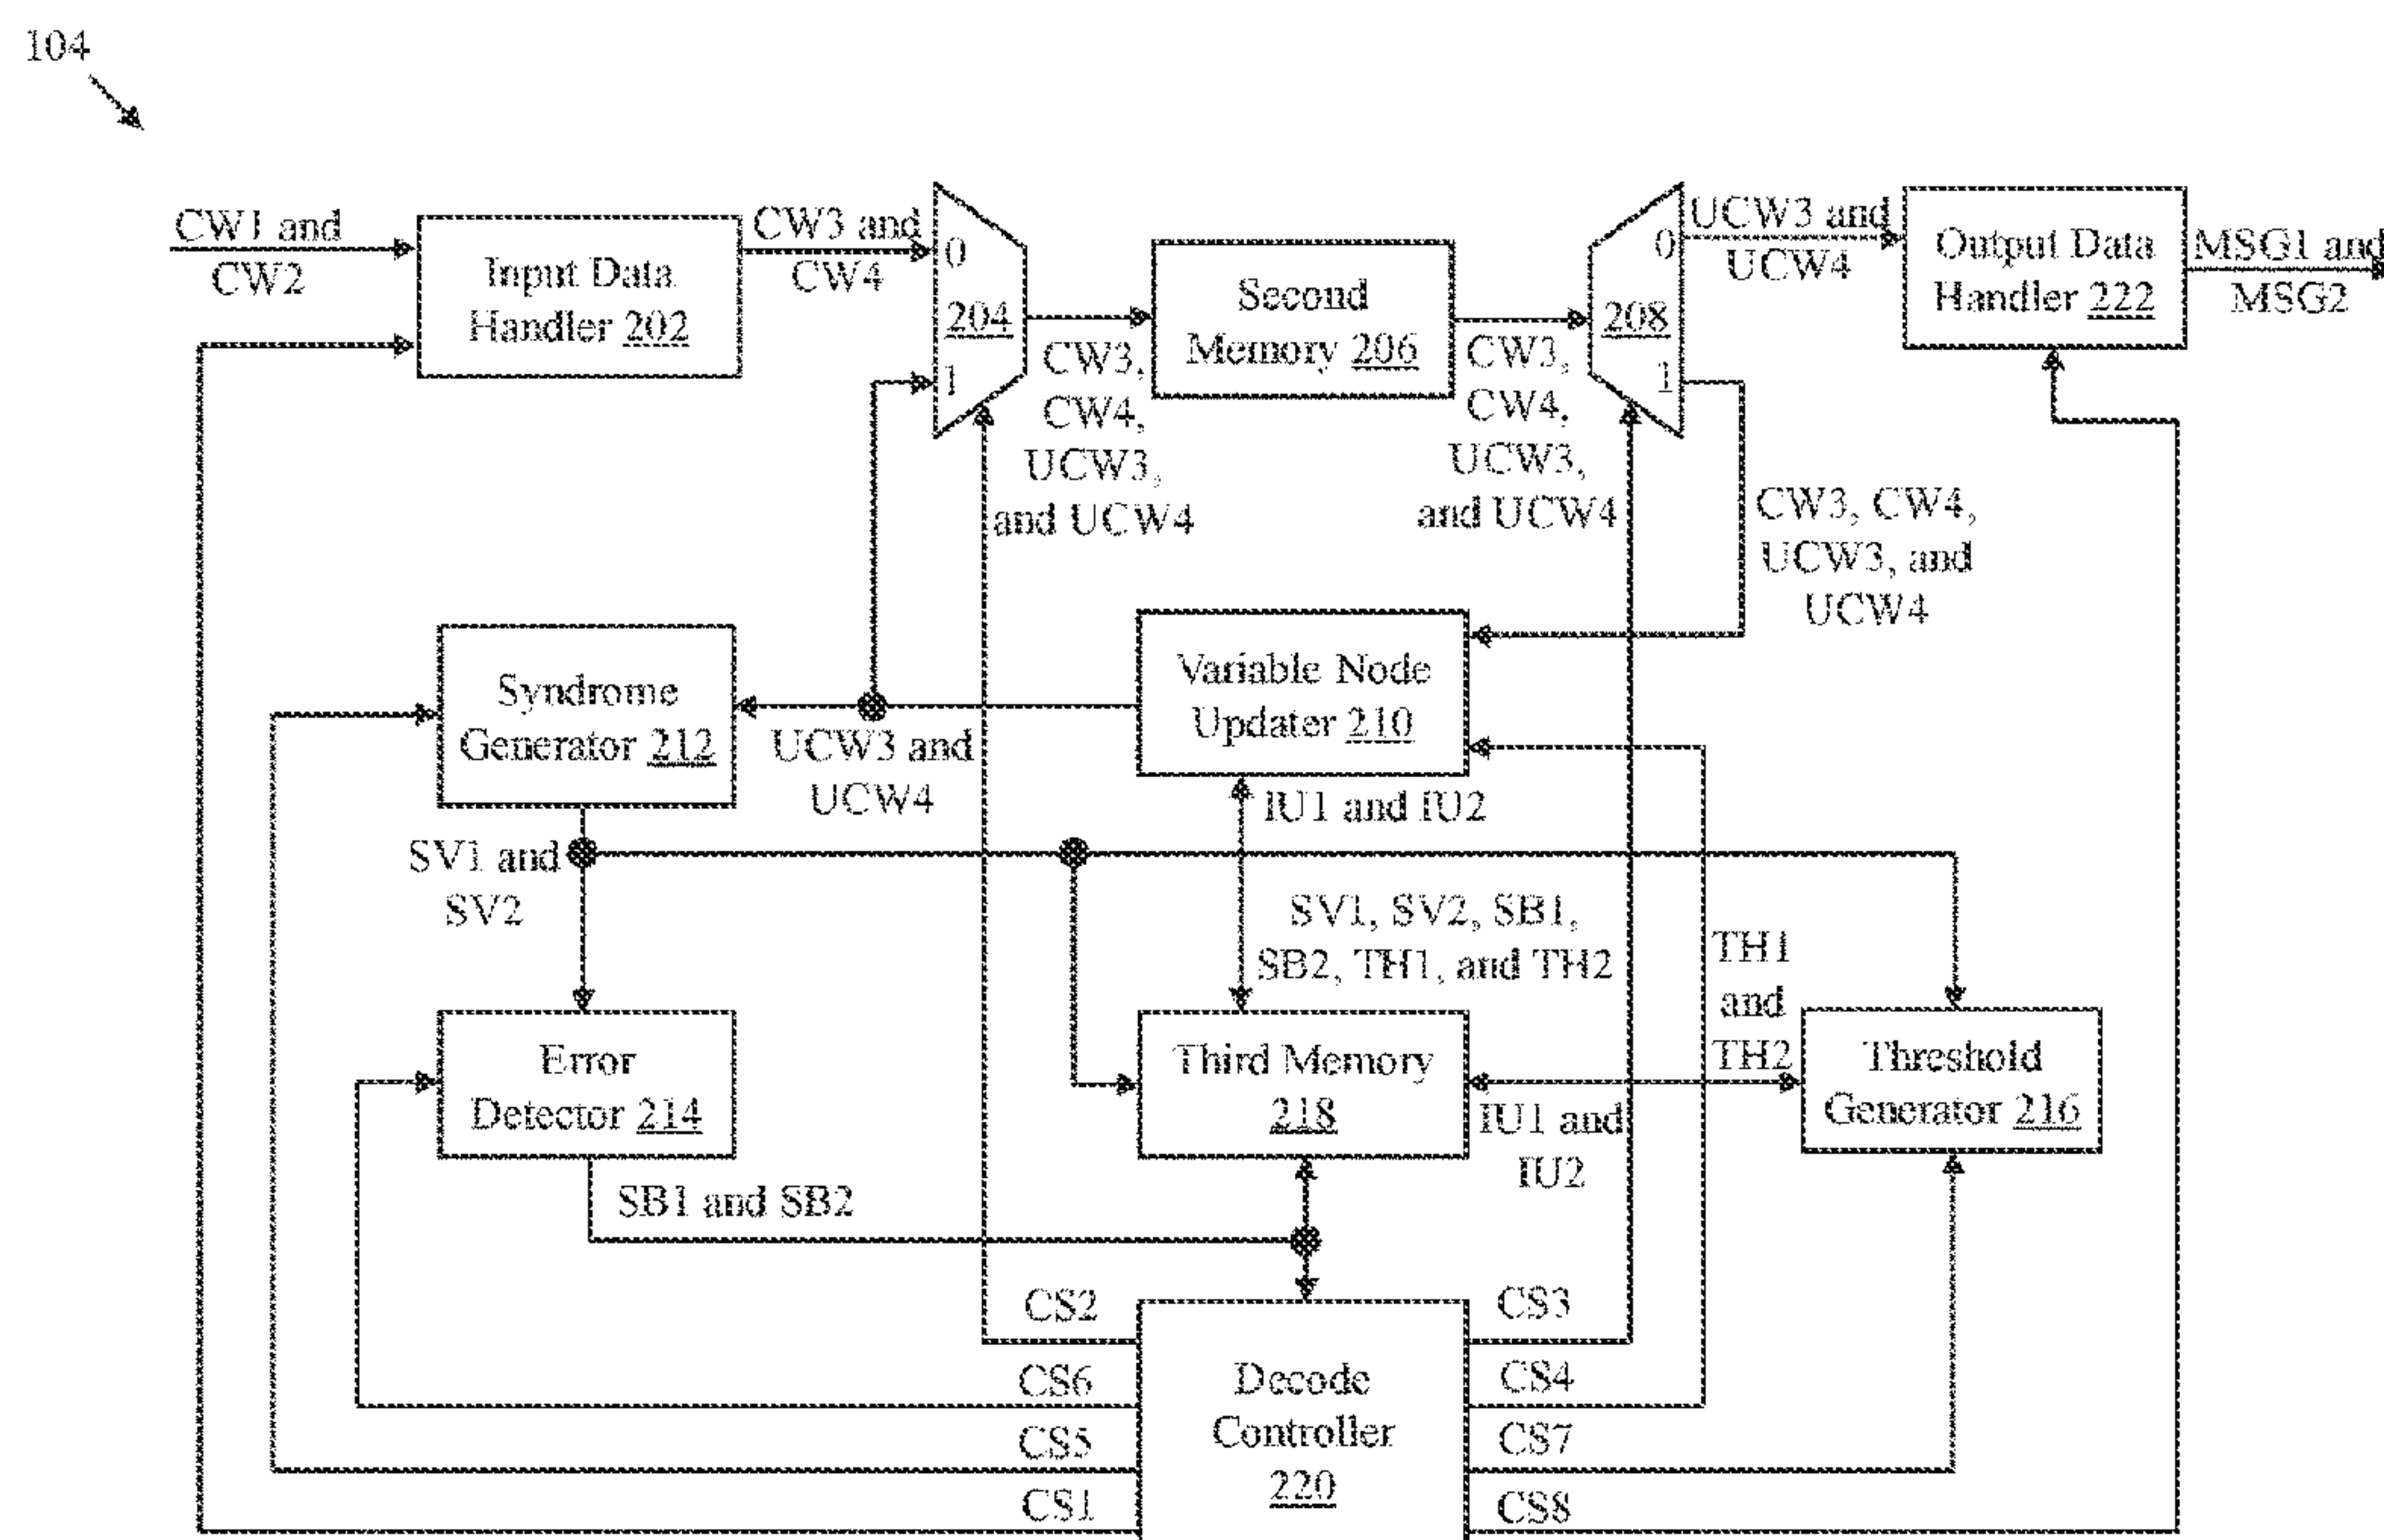 104
CW1 and
CW2
Input Data
Handler 202
CW3 and
CW4
0
204
1
CW3,
CW4,
UCW3,
and UCW4
Second
Memory 206
CW3,
CW4,
UCW3,
and UCW4
0
208
1
UCW3 and
UCW4
Output Data
Handler 222
MSG1 and
MSG2
CW3, CW4,
UCW3, and
UCW4
Syndrome
Generator 212
UCW3 and
UCW4
Variable Node
Updater 210
IU1 and IU2
SV1 and
SV2
SV1, SV2, SB1,
SB2, TH1, and TH2
TH1
and
TH2
Error
Detector 214
Third Memory
218
IU1 and
IU2
Threshold
Generator 216
SB1 and SB2
CS2
CS6
CS5
CS1
Decode
Controller
220
CS3
CS4
CS7
CS8